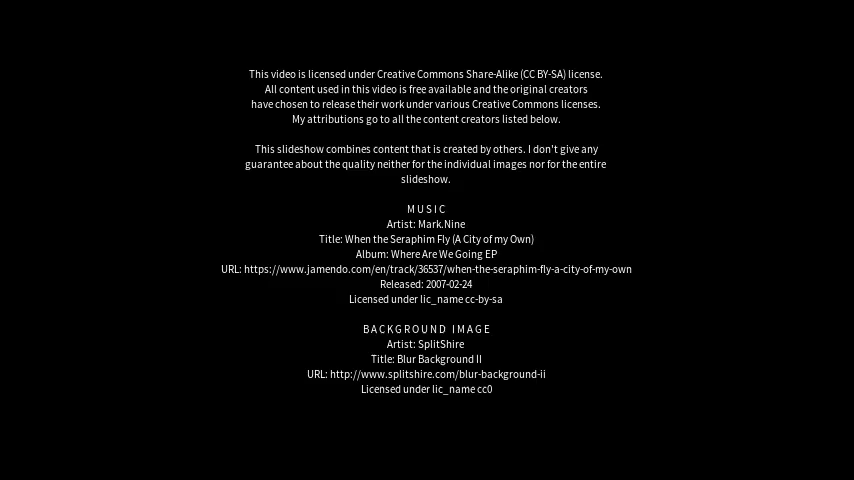 This video is licensed under Creative Commons Share-Alike (CC BY-SA) license.
All content used in this video is free available and the original creators
have chosen to release their work under various Creative Commons licenses.
My attributions go to all the content creators listed below.
This slideshow combines content that is created by others. I don't give any
guarantee about the quality neither for the individual images nor for the entire
slideshow.
MUSIC
Artist: Mark.Nine
Title: When the Seraphim Fly (A City of my Own)
Album: Where Are We Going EP
URL: https://www.jamendo.com/en/track/36537/when-the-seraphim-fly-a-city-of-my-own
Released: 2007-02-24
Licensed under lic_name cc-by-sa
BACKGROUND IMAGE
Artist: SplitShire
Title: Blur Background II
URL: http://www.splitshire.com/blur-background-ii
Licensed under lic_name cc0